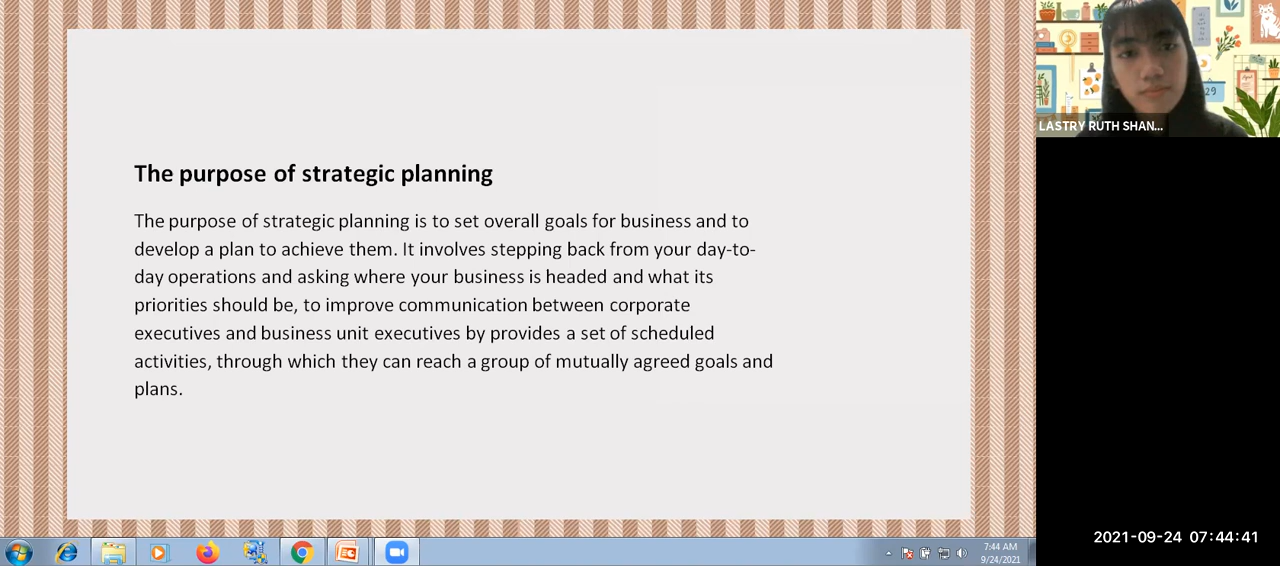 The purpose of strategic planning
The purpose of strategic planning is to set overall goals for business and to
develop a plan to achieve them. It involves stepping back from your day-to-
day operations and asking where your business is headed and what its
priorities should be, to improve communication between corporate
executives and business unit executives by provides a set of scheduled
activities, through which they can reach a group of mutually agreed goals and
plans.
29
LASTRY RUTH SHAN...
2021-09-24 07:44:41
7:44 AM
9/24/2021